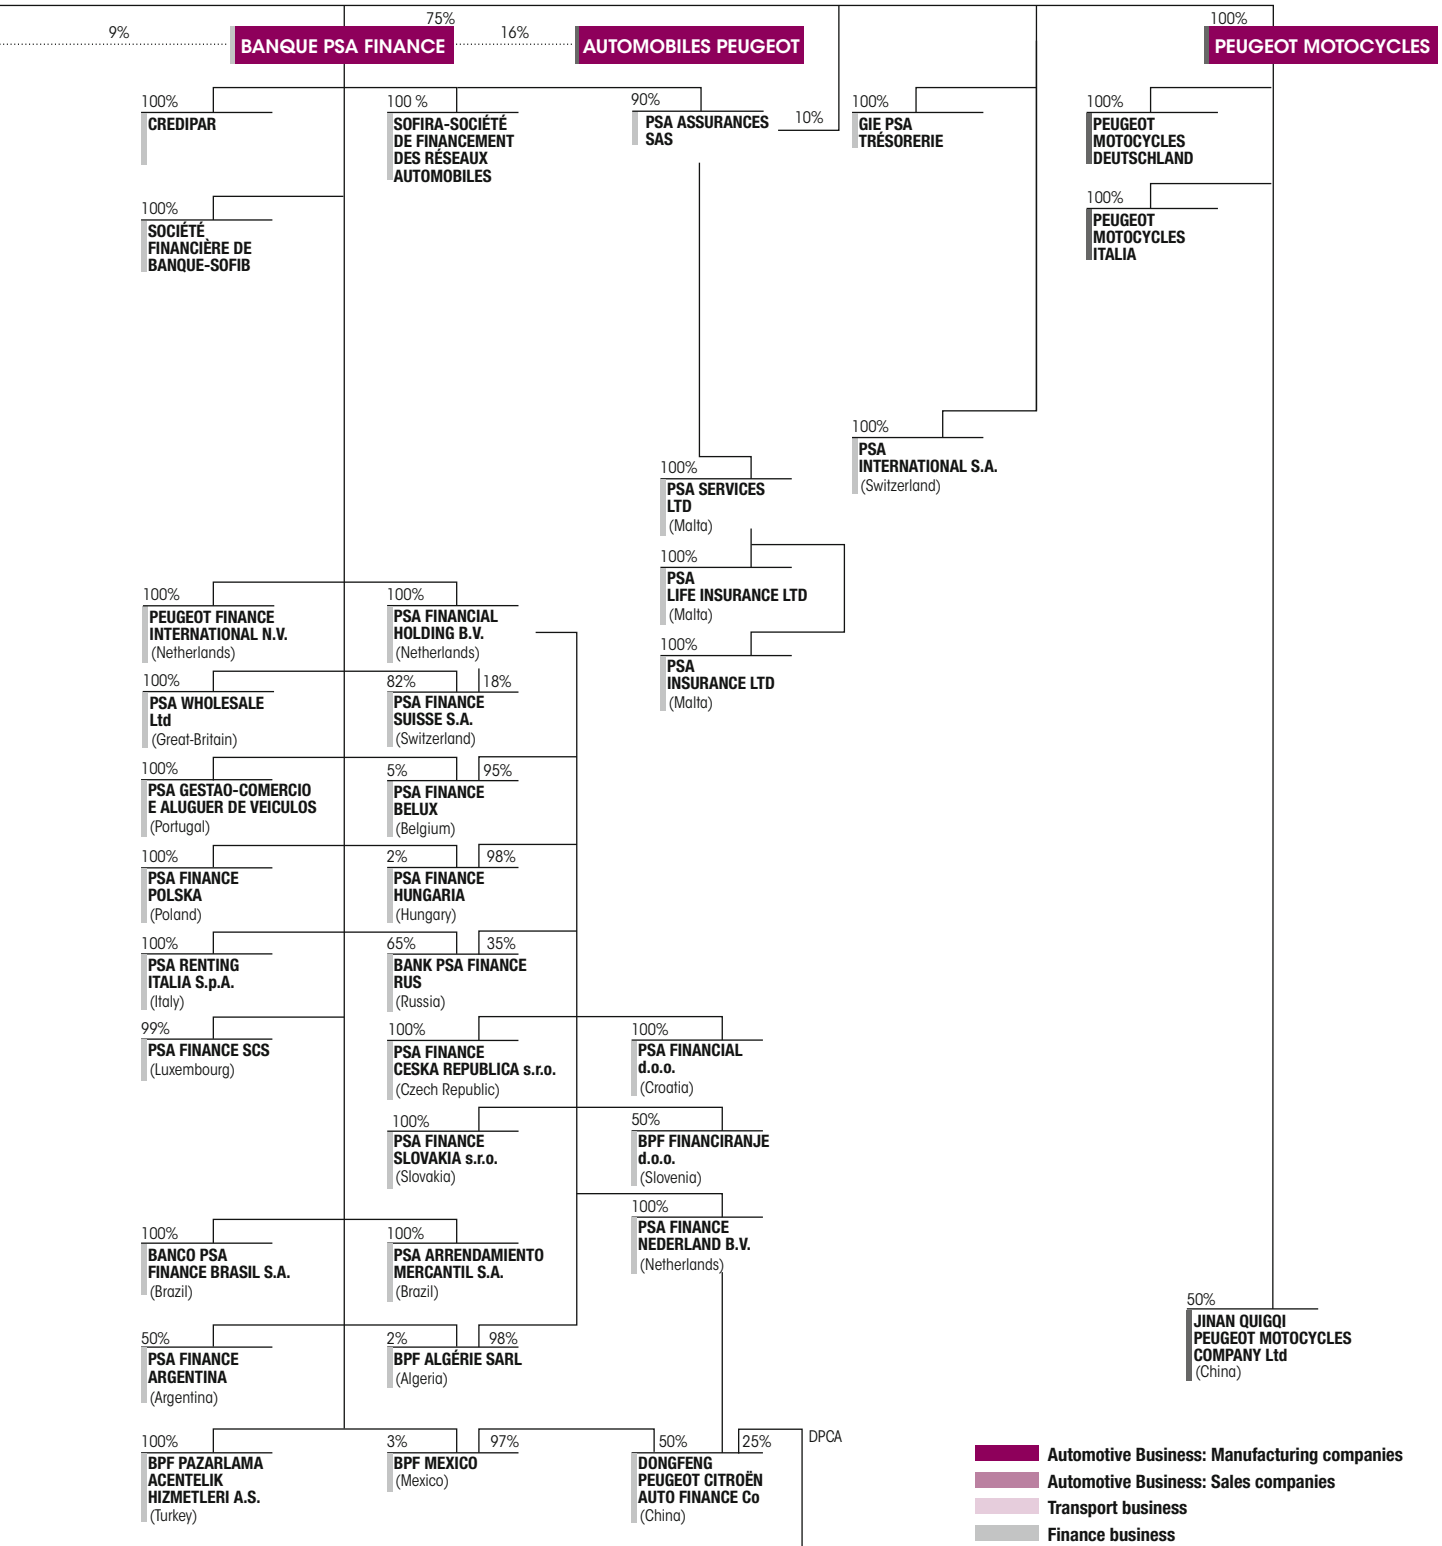 9%
75%
BANQUE PSA FINANCE
16%
AUTOMOBILES PEUGEOT
100%
PEUGEOT MOTOCYCLES
100%
CREDIPAR
100 %
SOFIRA-SOCIÉTÉ
DE FINANCEMENT
DES RÉSEAUX
AUTOMOBILES
90%
PSA ASSURANCES
SAS
10%
100%
GIE PSA
TRÉSORERIE
100%
PEUGEOT
MOTOCYCLES
DEUTSCHLAND
100%
SOCIÉTÉ
FINANCIÈRE DE
BANQUE-SOFIB
100%
PEUGEOT
MOTOCYCLES
ITALIA
100%
PSA
INTERNATIONAL S.A.
(Switzerland)
100%
PSA SERVICES
LTD
(Malta)
100%
PSA
LIFE INSURANCE LTD
(Malta)
100%
PSA
INSURANCE LTD
(Malta)
100%
PEUGEOT FINANCE
INTERNATIONAL N.V.
(Netherlands)
100%
PSA FINANCIAL
HOLDING B.V.
(Netherlands)
100%
PSA WHOLESALE
Ltd
(Great-Britain)
82%
18%
PSA FINANCE
SUISSE S.A.
(Switzerland)
100%
PSA GESTAO-COMERCIO
E ALUGUER DE VEICULOS
(Portugal)
5%
95%
PSA FINANCE
BELUX
(Belgium)
100%
PSA FINANCE
POLSKA
(Poland)
2%
98%
PSA FINANCE
HUNGARIA
(Hungary)
100%
PSA RENTING
ITALIA S.p.A.
(Italy)
65%
35%
BANK PSA FINANCE
RUS
(Russia)
99%
PSA FINANCE SCS
(Luxembourg)
100%
PSA FINANCE
CESKA REPUBLICA s.r.o.
(Czech Republic)
100%
PSA FINANCIAL
d.o.o.
(Croatia)
100%
PSA FINANCE
SLOVAKIA s.r.o.
(Slovakia)
50%
BPF FINANCIRANJE
d.o.o.
(Slovenia)
100%
PSA FINANCE
NEDERLAND B.V.
(Netherlands)
100%
BANCO PSA
FINANCE BRASIL S.A.
(Brazil)
100%
PSA ARRENDAMIENTO
MERCANTIL S.A.
(Brazil)
50%
JINAN QUIGQI
PEUGEOT MOTOCYCLES
COMPANY Ltd
(China)
50%
PSA FINANCE
ARGENTINA
(Argentina)
2%
98%
BPF ALGÉRIE SARL
(Algeria)
100%
BPF PAZARLAMA
ACENTELIK
HIZMETLERI A.S.
(Turkey)
3%
97%
BPF MEXICO
(Mexico)
50%
25%
DPCA
DONGFENG
PEUGEOT CITROËN
AUTO FINANCE Co
(China)
Automotive Business: Manufacturing companies
Automotive Business: Sales companies
Transport business
Finance business